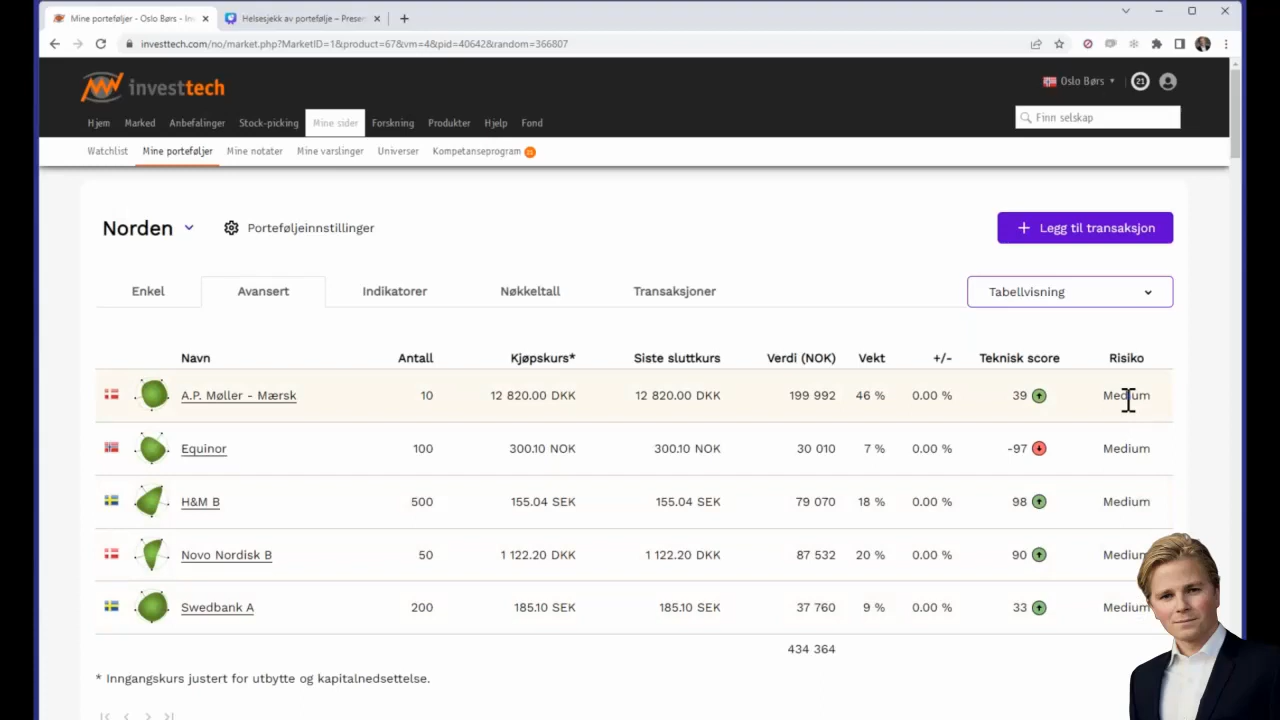 Mine porteføljer - Oslo Børs - Inv
Helsesjekk av portefølje – Presen
investtech.com/no/market.php?MarketID=1&product=67&vm=4&pid=40642&random=366807
investtech
Oslo Børs
21
Hjem Marked Anbefalinger Stock-picking Mine sider Forskning Produkter Hjelp Fond
Finn selskap
Watchlist Mine porteføljer Mine notater Mine varslinger Universer Kompetanseprogram
Norden Porteføljeinnstillinger + Legg til transaksjon
Enkel Avansert Indikatorer Nøkkeltall Transaksjoner Tabellvisning
Navn Antall Kjøpskurs* Siste sluttkurs Verdi (NOK) Vekt +/- Teknisk score Risiko
A.P. Møller - Mærsk 10 12 820.00 DKK 12 820.00 DKK 199 992 46 % 0.00 % 39 Medium
Equinor 100 300.10 NOK 300.10 NOK 30 010 7 % 0.00 % -97 Medium
H&M B 500 155.04 SEK 155.04 SEK 79 070 18 % 0.00 % 98 Medium
Novo Nordisk B 50 1 122.20 DKK 1 122.20 DKK 87 532 20 % 0.00 % 90 Medium
Swedbank A 200 185.10 SEK 185.10 SEK 37 760 9 % 0.00 % 33 Medium
434 364
* Inngangskurs justert for utbytte og kapitalnedsettelse.